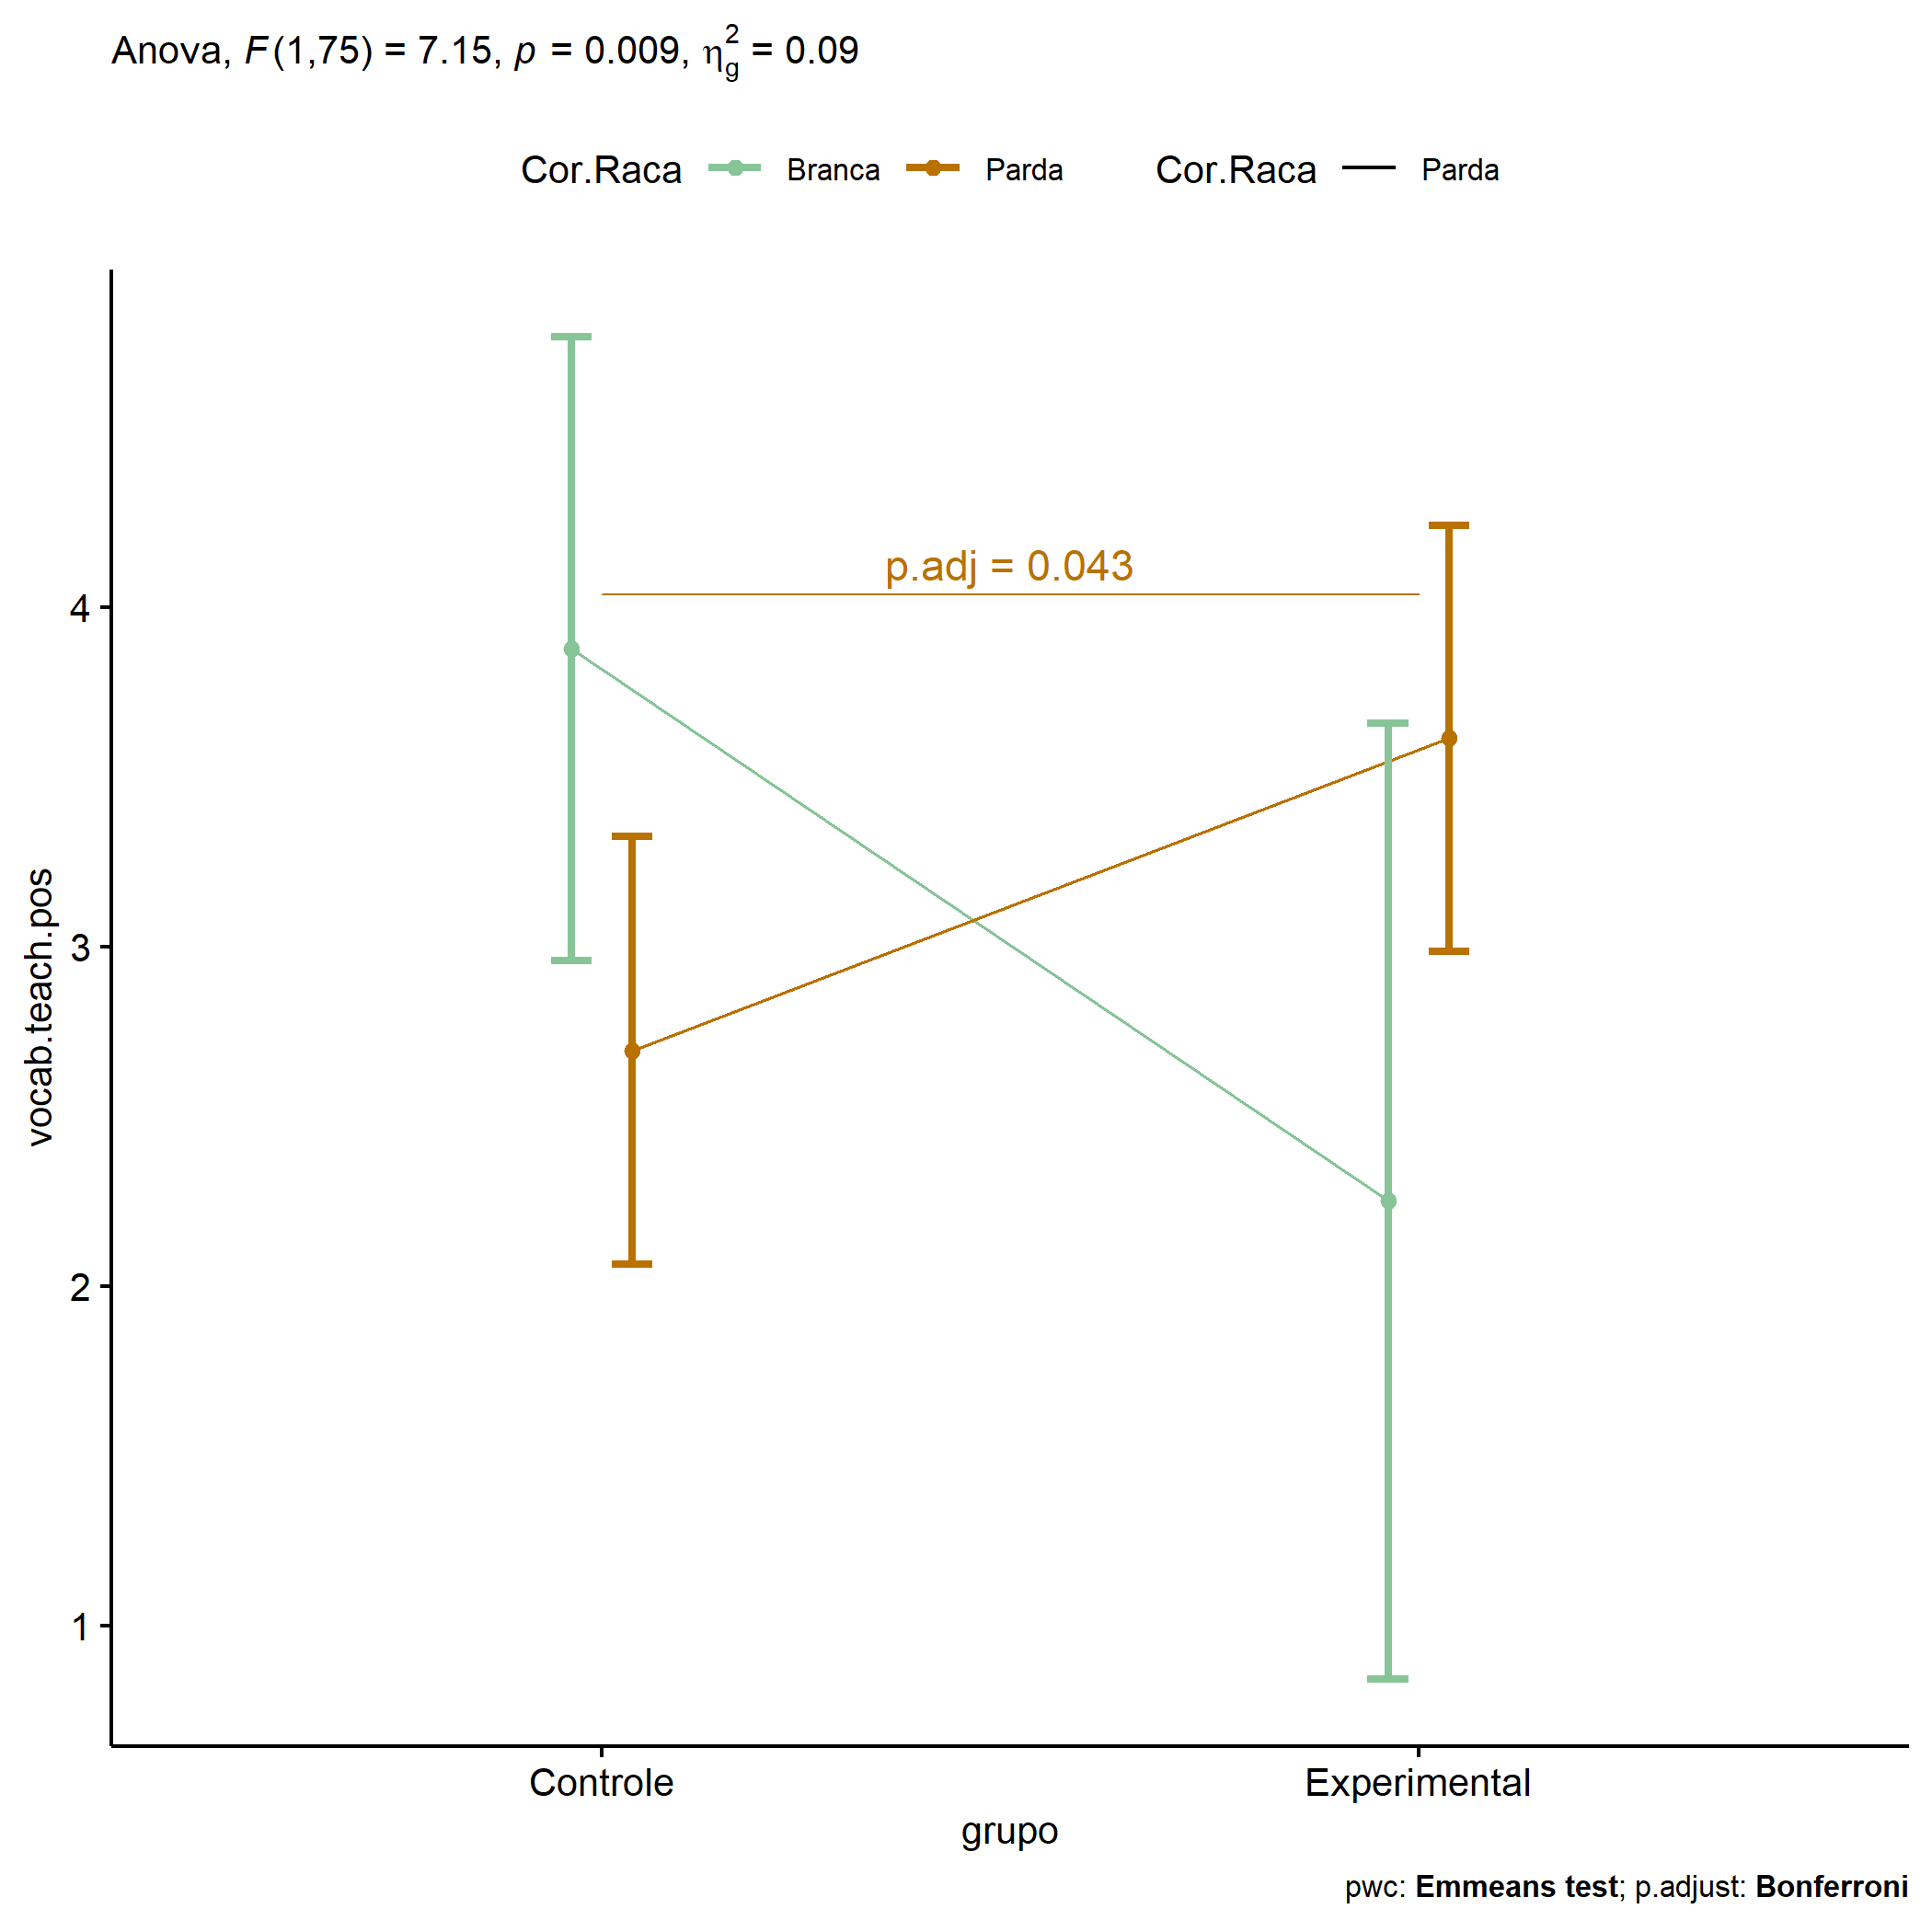 Anova, F(1,75) = 7.15, p = 0.009, η²g = 0.09
Cor.Raca Branca Parda Cor.Raca Parda
p.adj = 0.043
4
3
2
1
vocab.teach.pos
Controle Experimental
grupo
pwc: Emmeans test; p.adjust: Bonferroni